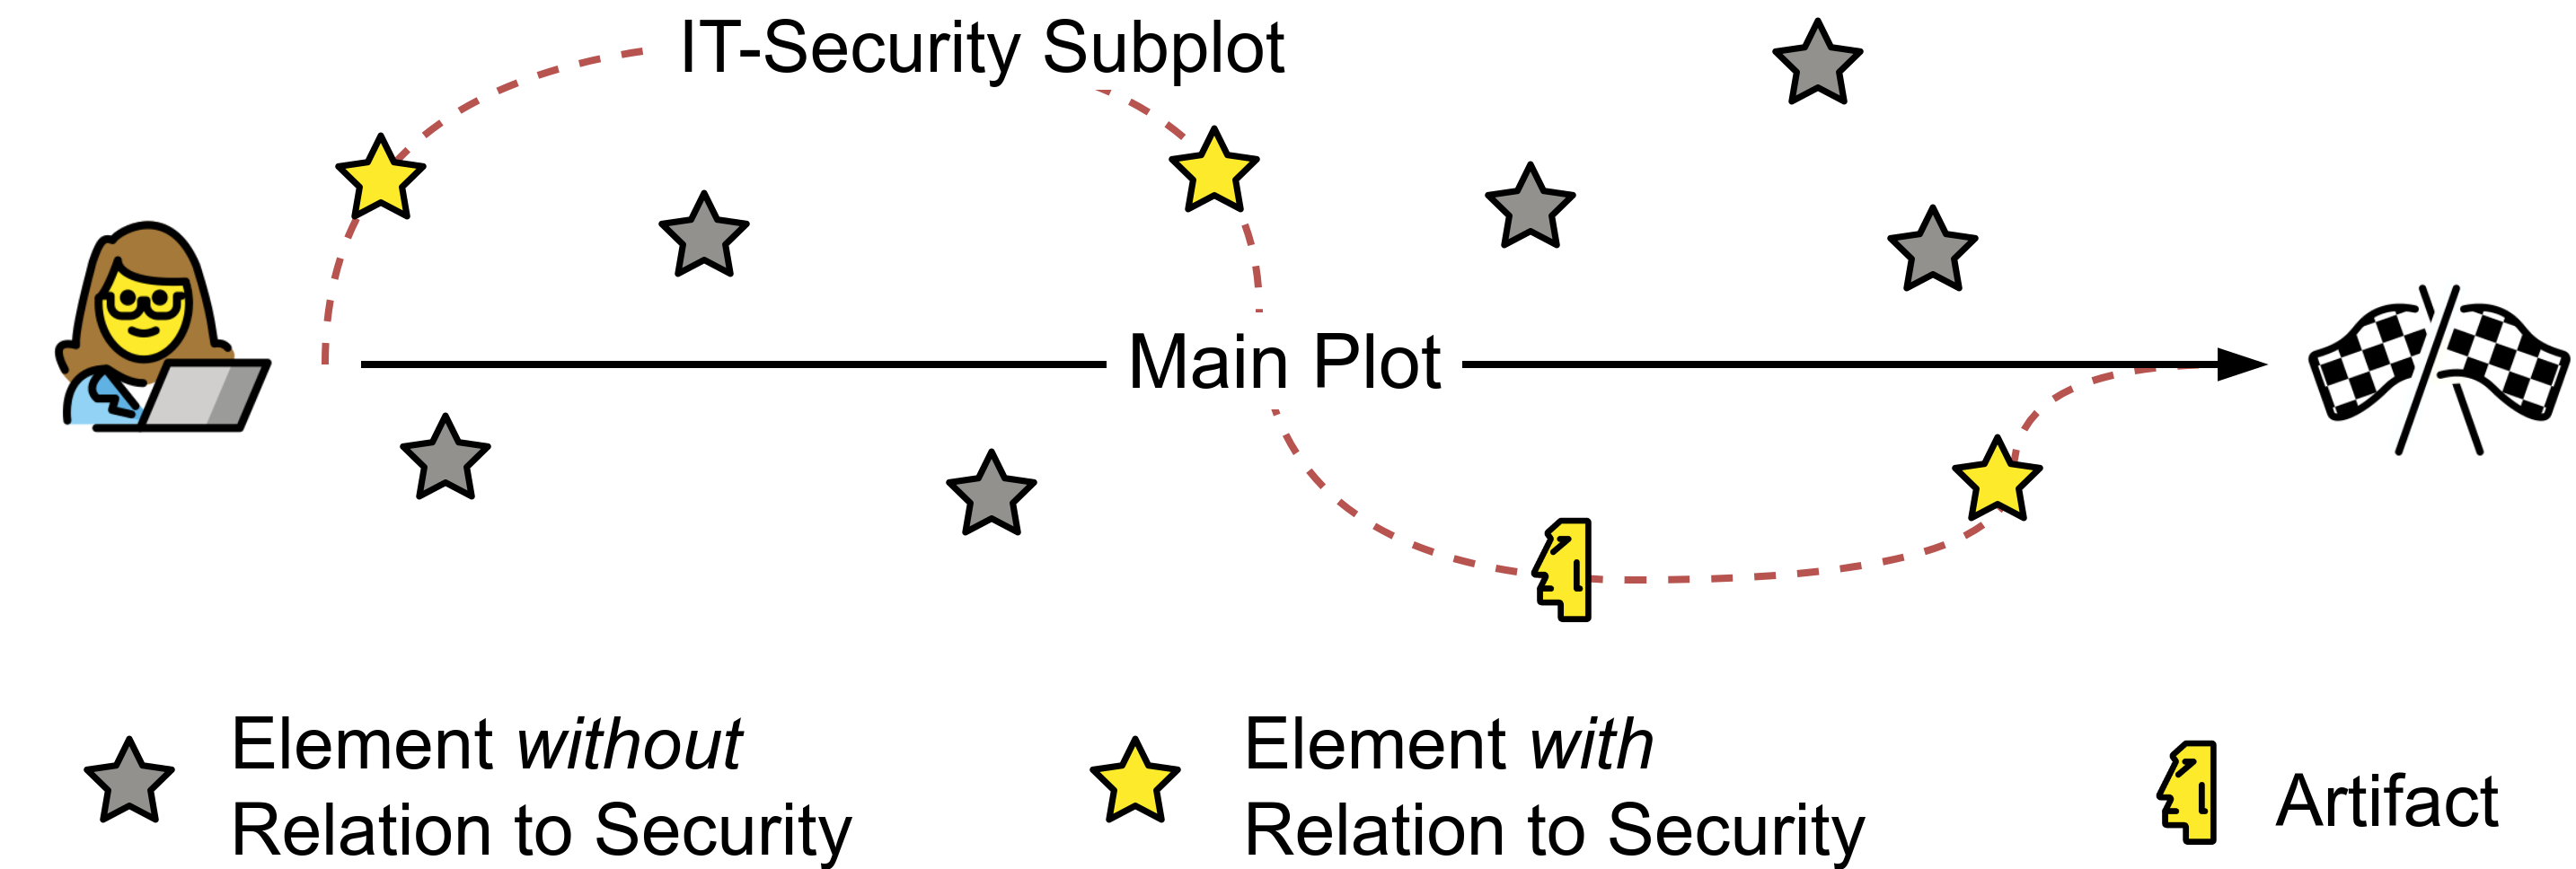 IT-Security Subplot
Main Plot
Element without
Relation to Security
Element with
Relation to Security
Artifact